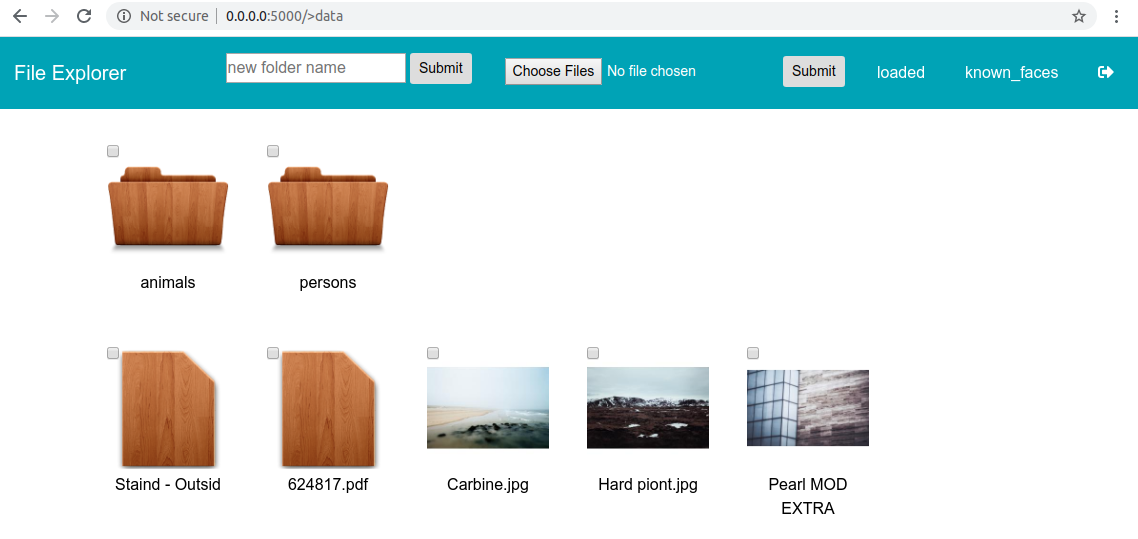 Not secure | 0.0.0.0:5000/>data
File Explorer
new folder name
Submit
Choose Files No file chosen
Submit
loaded
known_faces
animals
persons
Staind - Outsid
624817.pdf
Carbine.jpg
Hard piont.jpg
Pearl MOD
EXTRA